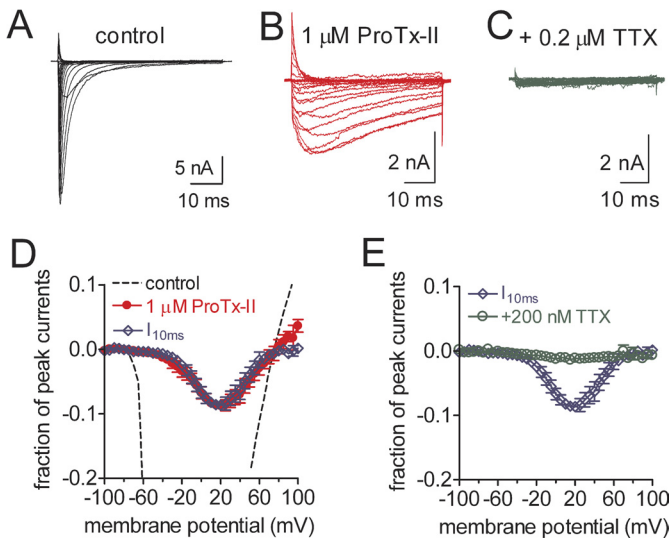 A
control
5 nA
10 ms
B
1 μM ProTx-II
2 nA
10 ms
C
+ 0.2 μM TTX
2 nA
10 ms
D
control
1 μM ProTx-II
I10ms
fraction of peak currents
0.1
0.0
-0.1
-0.2
-100 -60 -20 20 60 100
membrane potential (mV)
E
I10ms
+200 nM TTX
fraction of peak currents
0.1
0.0
-0.1
-0.2
-100 -60 -20 20 60 100
membrane potential (mV)